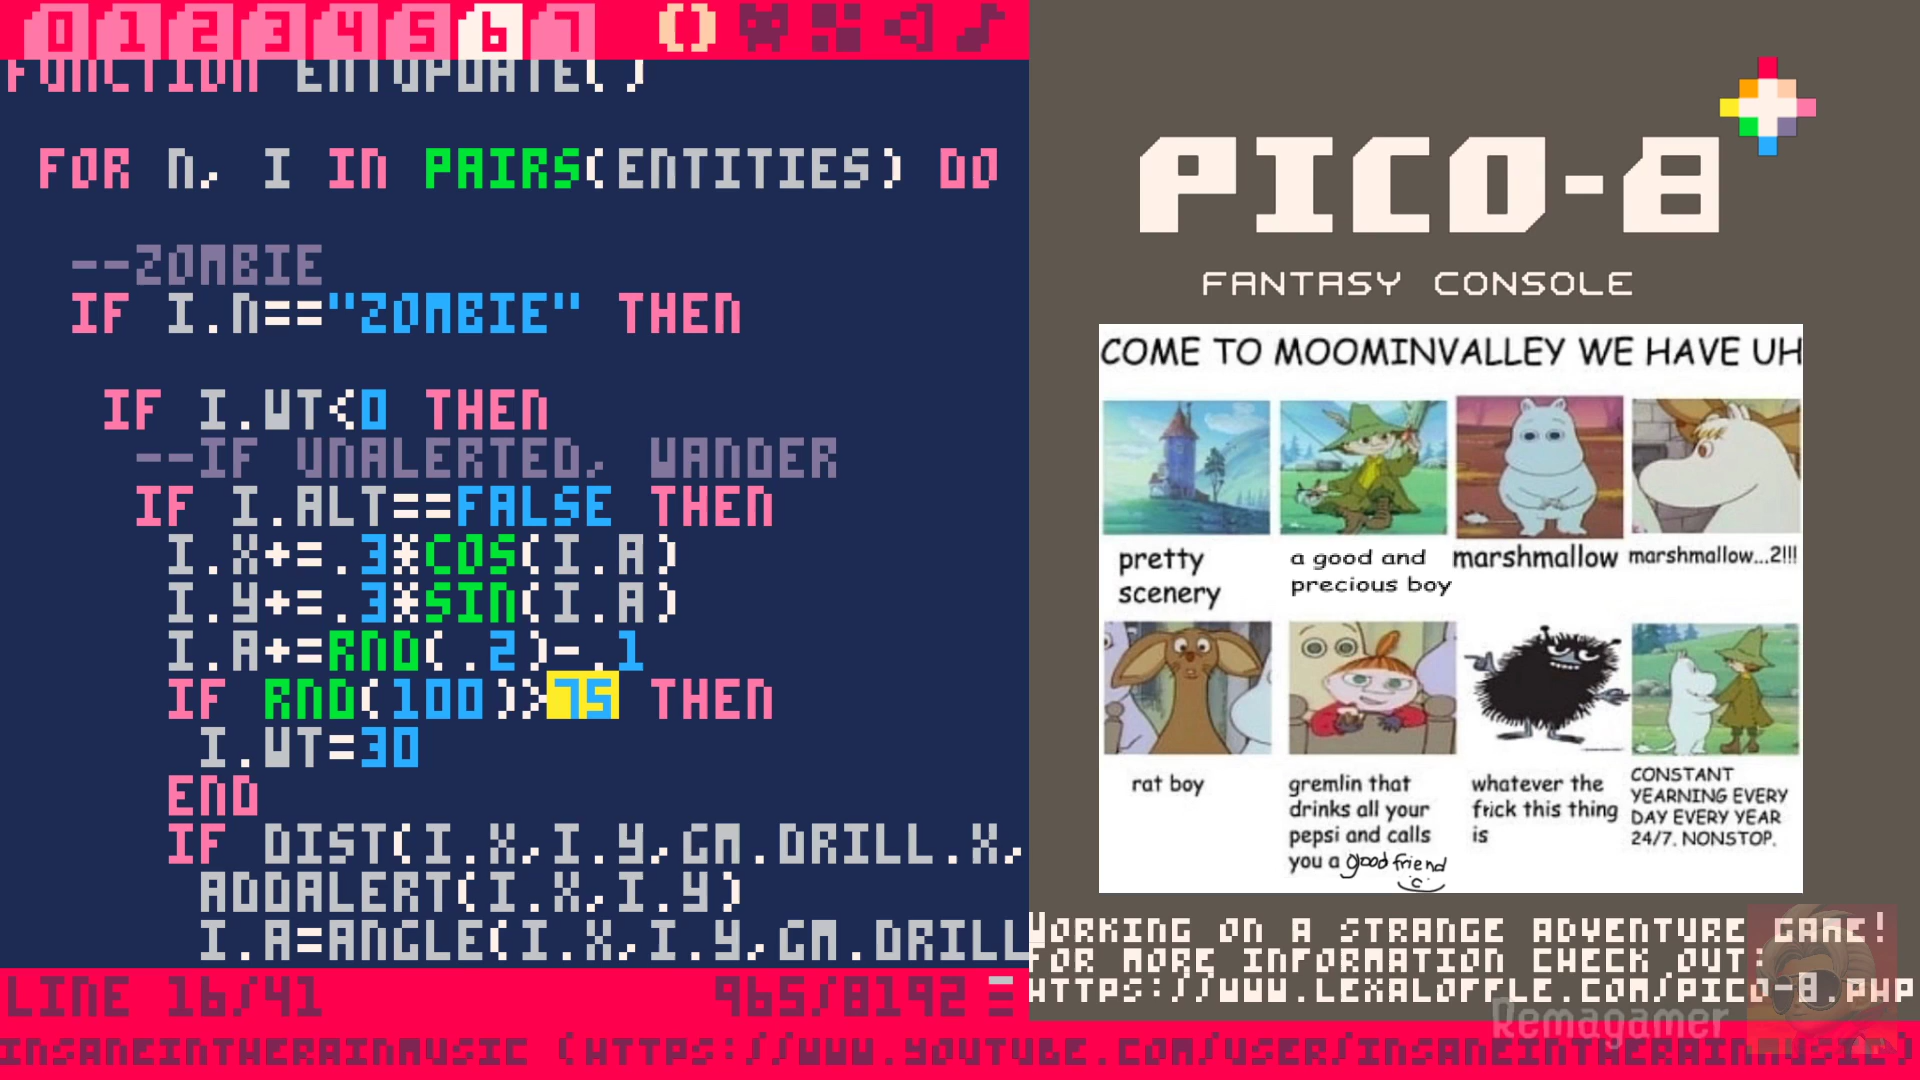 0 1 2 3 4 5 6 7 ()
FUNCTION ENTUPDATE()
FOR N, I IN PAIRS(ENTITIES) DO
--ZOMBIE
IF I.N=="ZOMBIE" THEN
IF I.WT<0 THEN
--IF UNALERTED, WANDER
IF I.ALT==FALSE THEN
I.X+=.3*COS(I.A)
I.Y+=.3*SIN(I.A)
I.A+=RND(.2)-.1
IF RND(100)>75 THEN
I.WT=30
END
IF DIST(I.X,I.Y,GM.DRILL.X,
ADDALERT(I.X,I.Y)
I.A=ANGLE(I.X,I.Y,GM.DRILL
LINE 16/41 965/8192
PICO-8
FANTASY CONSOLE
COME TO MOOMINVALLEY WE HAVE UH
pretty
scenery
a good and
precious boy
marshmallow
marshmallow...2!!!
rat boy
gremlin that
drinks all your
pepsi and calls
you a good friend
c:
whatever the
frick this thing
is
CONSTANT
YEARNING EVERY
DAY EVERY YEAR
24/7. NONSTOP.
WORKING ON A STRANGE ADVENTURE GAME!
FOR MORE INFORMATION CHECK OUT:
HTTPS://WWW.LEXALOFFLE.COM/PICO-8.PHP
Remagamer
INSANEINTHERAINMUSIC (HTTPS://WWW.YOUTUBE.COM/USER/INSANEINTHERAINMUSIC)